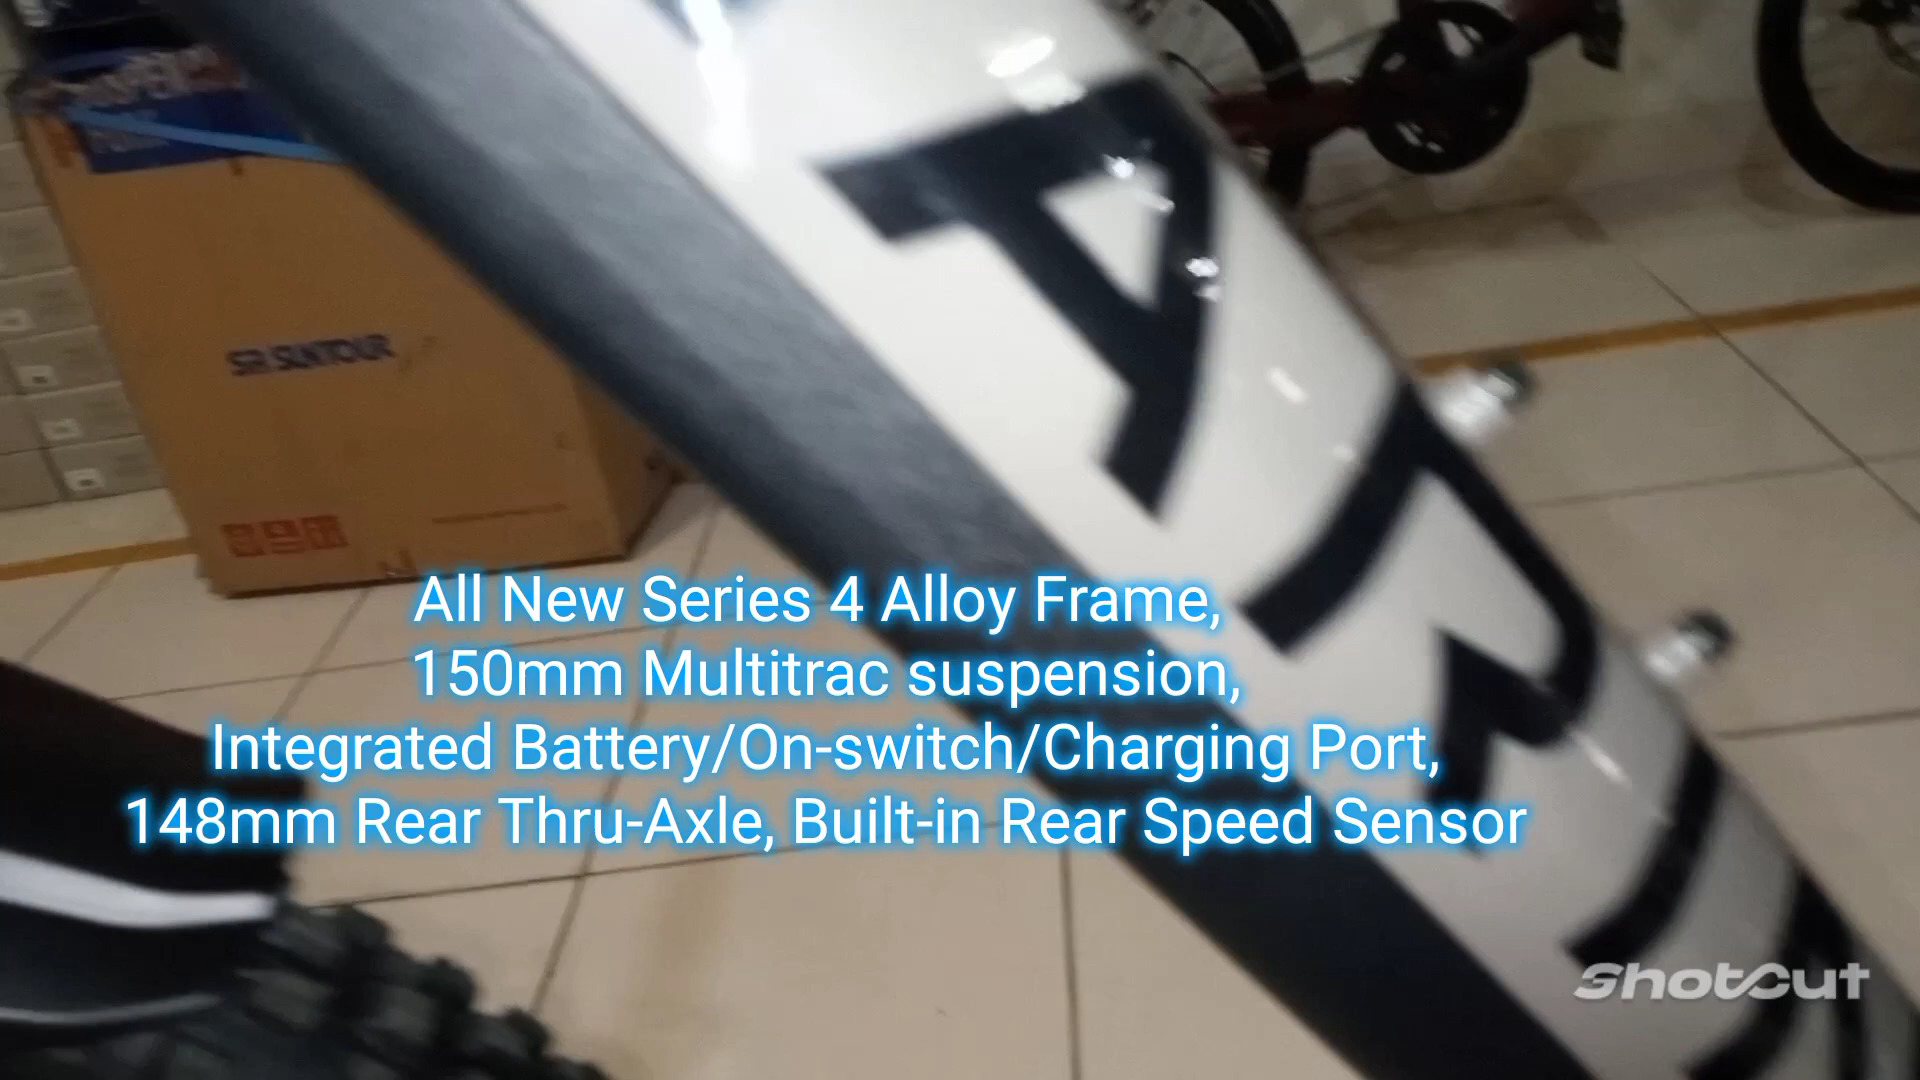 SR SUNTOUR
All New Series 4 Alloy Frame,
150mm Multitrac suspension,
Integrated Battery/On-switch/Charging Port,
148mm Rear Thru-Axle, Built-in Rear Speed Sensor
ShotCut